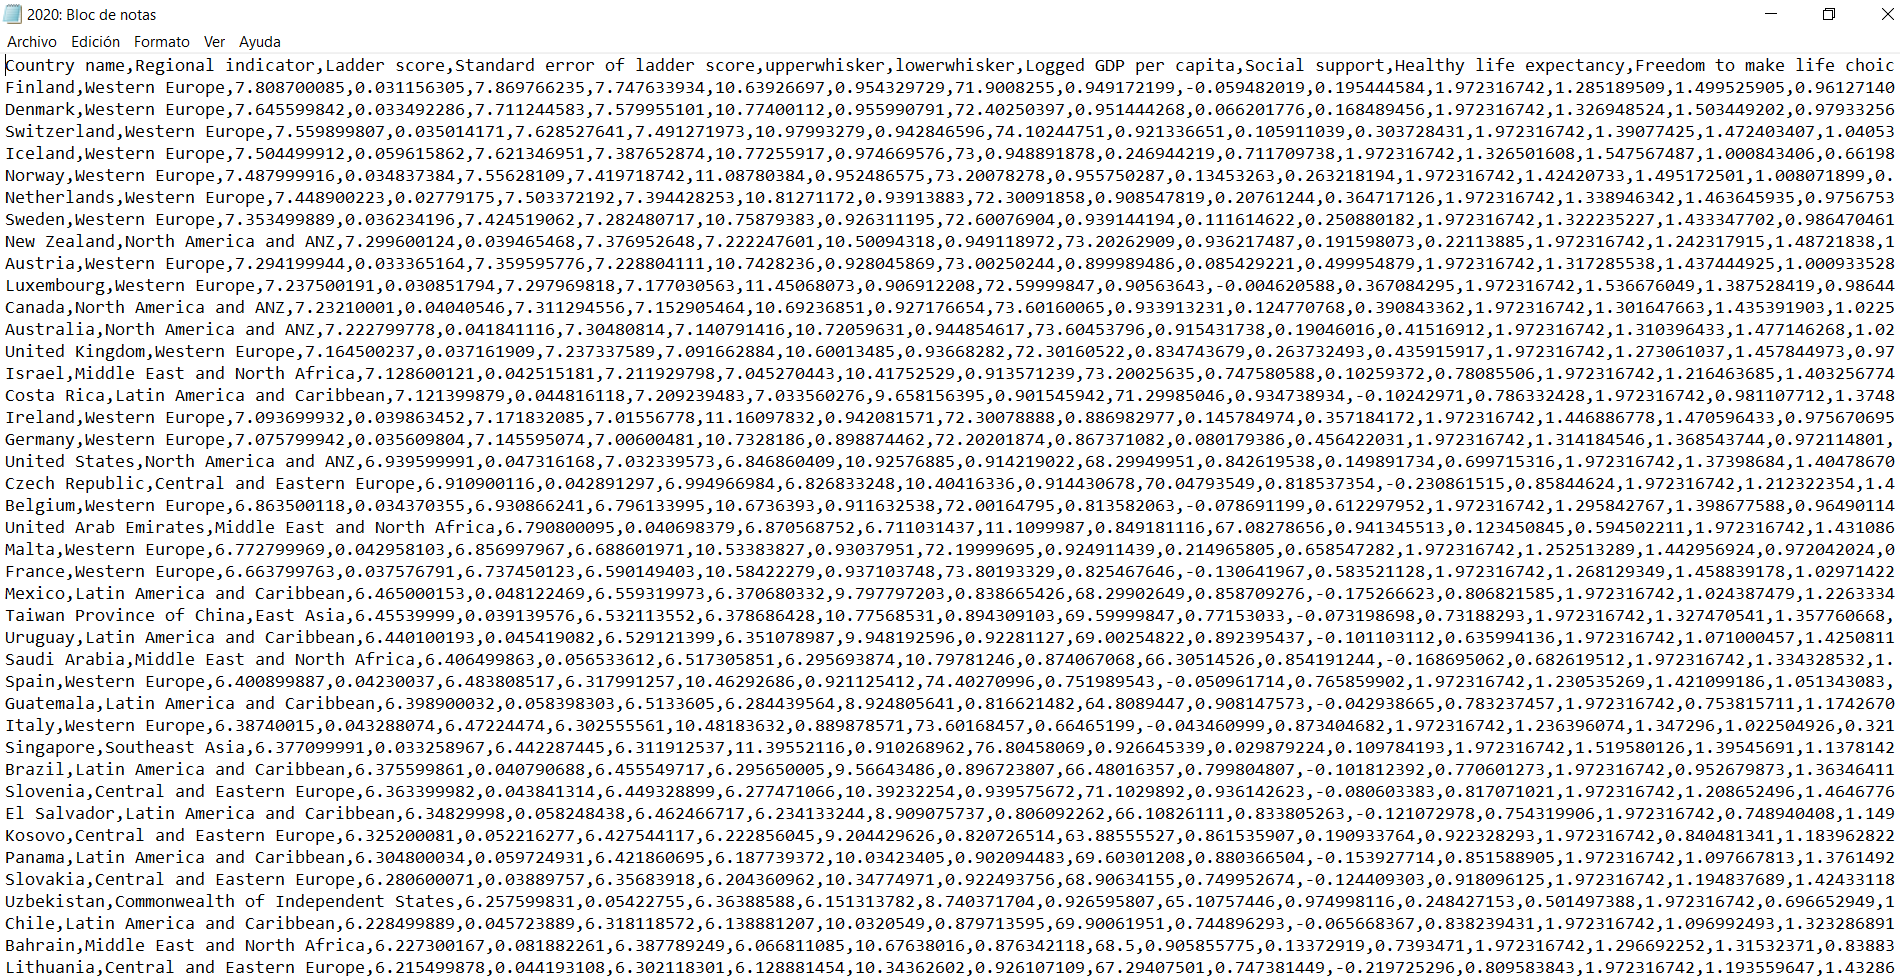 2020: Bloc de notas
Archivo Edición Formato Ver Ayuda
Country name,Regional indicator,Ladder score,Standard error of ladder score,upperwhisker,lowerwhisker,Logged GDP per capita,Social support,Healthy life expectancy,Freedom to make life choic
Finland,Western Europe,7.808700085,0.031156305,7.869766235,7.747633934,10.63926697,0.954329729,71.9008255,0.949172199,-0.059482019,0.195444584,1.972316742,1.285189509,1.499525905,0.96127140
Denmark,Western Europe,7.645599842,0.033492286,7.711244583,7.579955101,10.77400112,0.955990791,72.40250397,0.951444268,0.066201776,0.168489456,1.972316742,1.326948524,1.503449202,0.97933256
Switzerland,Western Europe,7.559899807,0.035014171,7.628527641,7.491271973,10.97993279,0.942846596,74.10244751,0.921336651,0.105911039,0.303728431,1.972316742,1.39077425,1.472403407,1.04053
Iceland,Western Europe,7.504499912,0.059615862,7.621346951,7.387652874,10.77255917,0.974669576,73,0.948891878,0.246944219,0.711709738,1.972316742,1.326501608,1.547567487,1.000843406,0.66198
Norway,Western Europe,7.487999916,0.034837384,7.55628109,7.419718742,11.08780384,0.952486575,73.20078278,0.955750287,0.13453263,0.263218194,1.972316742,1.42420733,1.495172501,1.008071899,0.
Netherlands,Western Europe,7.448900223,0.02779175,7.503372192,7.394428253,10.81271172,0.93913883,72.30091858,0.908547819,0.20761244,0.364717126,1.972316742,1.338946342,1.463645935,0.9756753
Sweden,Western Europe,7.353499889,0.036234196,7.424519062,7.282480717,10.75879383,0.926311195,72.60076904,0.939144194,0.111614622,0.250880182,1.972316742,1.322235227,1.433347702,0.986470461
New Zealand,North America and ANZ,7.299600124,0.039465468,7.376952648,7.222247601,10.50094318,0.949118972,73.20262909,0.936217487,0.191598073,0.22113885,1.972316742,1.242317915,1.48721838,1
Austria,Western Europe,7.294199944,0.033365164,7.359595776,7.228804111,10.7428236,0.928045869,73.00250244,0.899989486,0.085429221,0.499954879,1.972316742,1.317285538,1.437444925,1.000933528
Luxembourg,Western Europe,7.237500191,0.030851794,7.297969818,7.177030563,11.45068073,0.906912208,72.59999847,0.90563643,-0.004620588,0.367084295,1.972316742,1.536676049,1.387528419,0.98644
Canada,North America and ANZ,7.23210001,0.04040546,7.311294556,7.152905464,10.69236851,0.927176654,73.60160065,0.933913231,0.124770768,0.390843362,1.972316742,1.301647663,1.435391903,1.0225
Australia,North America and ANZ,7.222799778,0.041841116,7.30480814,7.140791416,10.72059631,0.944854617,73.60453796,0.915431738,0.19046016,0.41516912,1.972316742,1.310396433,1.477146268,1.02
United Kingdom,Western Europe,7.164500237,0.037161909,7.237337589,7.091662884,10.60013485,0.93668282,72.30160522,0.834743679,0.263732493,0.435915917,1.972316742,1.273061037,1.457844973,0.97
Israel,Middle East and North Africa,7.128600121,0.042515181,7.211929798,7.045270443,10.41752529,0.913571239,73.20025635,0.747580588,0.10259372,0.78085506,1.972316742,1.216463685,1.403256774
Costa Rica,Latin America and Caribbean,7.121399879,0.044816118,7.209239483,7.033560276,9.658156395,0.901545942,71.29985046,0.934738934,-0.10242971,0.786332428,1.972316742,0.981107712,1.3748
Ireland,Western Europe,7.093699932,0.039863452,7.171832085,7.01556778,11.16097832,0.942081571,72.30078888,0.886982977,0.145784974,0.357184172,1.972316742,1.446886778,1.470596433,0.975670695
Germany,Western Europe,7.075799942,0.035609804,7.145595074,7.00600481,10.7328186,0.898874462,72.20201874,0.867371082,0.080179386,0.456422031,1.972316742,1.314184546,1.368543744,0.972114801,
United States,North America and ANZ,6.939599991,0.047316168,7.032339573,6.846860409,10.92576885,0.914219022,68.29949951,0.842619538,0.149891734,0.699715316,1.972316742,1.37398684,1.40478670
Czech Republic,Central and Eastern Europe,6.910900116,0.042891297,6.994966984,6.826833248,10.40416336,0.914430678,70.04793549,0.818537354,-0.230861515,0.85844624,1.972316742,1.212322354,1.4
Belgium,Western Europe,6.863500118,0.034370355,6.930866241,6.796133995,10.6736393,0.911632538,72.00164795,0.813582063,-0.078691199,0.612297952,1.972316742,1.295842767,1.398677588,0.96490114
United Arab Emirates,Middle East and North Africa,6.790800095,0.040698379,6.870568752,6.711031437,11.1099987,0.849181116,67.08278656,0.941345513,0.123450845,0.594502211,1.972316742,1.431086
Malta,Western Europe,6.772799969,0.042958103,6.856997967,6.688601971,10.53383827,0.93037951,72.19999695,0.924911439,0.214965805,0.658547282,1.972316742,1.252513289,1.442956924,0.972042024,0
France,Western Europe,6.663799763,0.037576791,6.737450123,6.590149403,10.58422279,0.937103748,73.80193329,0.825467646,-0.130641967,0.583521128,1.972316742,1.268129349,1.458839178,1.02971422
Mexico,Latin America and Caribbean,6.465000153,0.048122469,6.559319973,6.370680332,9.797797203,0.838665426,68.29902649,0.858709276,-0.175266623,0.806821585,1.972316742,1.024387479,1.2263334
Taiwan Province of China,East Asia,6.45539999,0.039139576,6.532113552,6.378686428,10.77568531,0.894309103,69.59999847,0.77153033,-0.073198698,0.73188293,1.972316742,1.327470541,1.357760668,
Uruguay,Latin America and Caribbean,6.440100193,0.045419082,6.529121399,6.351078987,9.948192596,0.92281127,69.00254822,0.892395437,-0.101103112,0.635994136,1.972316742,1.071000457,1.4250811
Saudi Arabia,Middle East and North Africa,6.406499863,0.056533612,6.517305851,6.295693874,10.79781246,0.874067068,66.30514526,0.854191244,-0.168695062,0.682619512,1.972316742,1.334328532,1.
Spain,Western Europe,6.400899887,0.04230037,6.483808517,6.317991257,10.46292686,0.921125412,74.40270996,0.751989543,-0.050961714,0.765859902,1.972316742,1.230535269,1.421099186,1.051343083,
Guatemala,Latin America and Caribbean,6.398900032,0.058398303,6.5133605,6.284439564,8.924805641,0.816621482,64.8089447,0.908147573,-0.042938665,0.783237457,1.972316742,0.753815711,1.1742670
Italy,Western Europe,6.38740015,0.043288074,6.47224474,6.302555561,10.48183632,0.889878571,73.60168457,0.66465199,-0.043460999,0.873404682,1.972316742,1.236396074,1.347296,1.022504926,0.321
Singapore,Southeast Asia,6.377099991,0.033258967,6.442287445,6.311912537,11.39552116,0.910268962,76.80458069,0.926645339,0.029879224,0.109784193,1.972316742,1.519580126,1.39545691,1.1378142
Brazil,Latin America and Caribbean,6.375599861,0.040790688,6.455549717,6.295650005,9.56643486,0.896723807,66.48016357,0.799804807,-0.101812392,0.770601273,1.972316742,0.952679873,1.36346411
Slovenia,Central and Eastern Europe,6.363399982,0.043841314,6.449328899,6.277471066,10.39232254,0.939575672,71.1029892,0.936142623,-0.080603383,0.817071021,1.972316742,1.208652496,1.4646776
El Salvador,Latin America and Caribbean,6.34829998,0.058248438,6.462466717,6.234133244,8.909075737,0.806092262,66.10826111,0.833805263,-0.121072978,0.754319906,1.972316742,0.748940408,1.149
Kosovo,Central and Eastern Europe,6.325200081,0.052216277,6.427544117,6.222856045,9.204429626,0.820726514,63.88555527,0.861535907,0.190933764,0.922328293,1.972316742,0.840481341,1.183962822
Panama,Latin America and Caribbean,6.304800034,0.059724931,6.421860695,6.187739372,10.03423405,0.902094483,69.60301208,0.880366504,-0.153927714,0.851588905,1.972316742,1.097667813,1.3761492
Slovakia,Central and Eastern Europe,6.280600071,0.03889757,6.35683918,6.204360962,10.34774971,0.922493756,68.90634155,0.749952674,-0.124409303,0.918096125,1.972316742,1.194837689,1.42433118
Uzbekistan,Commonwealth of Independent States,6.257599831,0.05422755,6.36388588,6.151313782,8.740371704,0.926595807,65.10757446,0.974998116,0.248427153,0.501497388,1.972316742,0.696652949,1
Chile,Latin America and Caribbean,6.228499889,0.045723889,6.318118572,6.138881207,10.0320549,0.879713595,69.90061951,0.744896293,-0.065668367,0.838239431,1.972316742,1.096992493,1.323286891
Bahrain,Middle East and North Africa,6.227300167,0.081882261,6.387789249,6.066811085,10.67638016,0.876342118,68.5,0.905855775,0.13372919,0.7393471,1.972316742,1.296692252,1.31532371,0.83883
Lithuania,Central and Eastern Europe,6.215499878,0.044193108,6.302118301,6.128881454,10.34362602,0.926107109,67.29407501,0.747381449,-0.219725296,0.809583843,1.972316742,1.193559647,1.43286